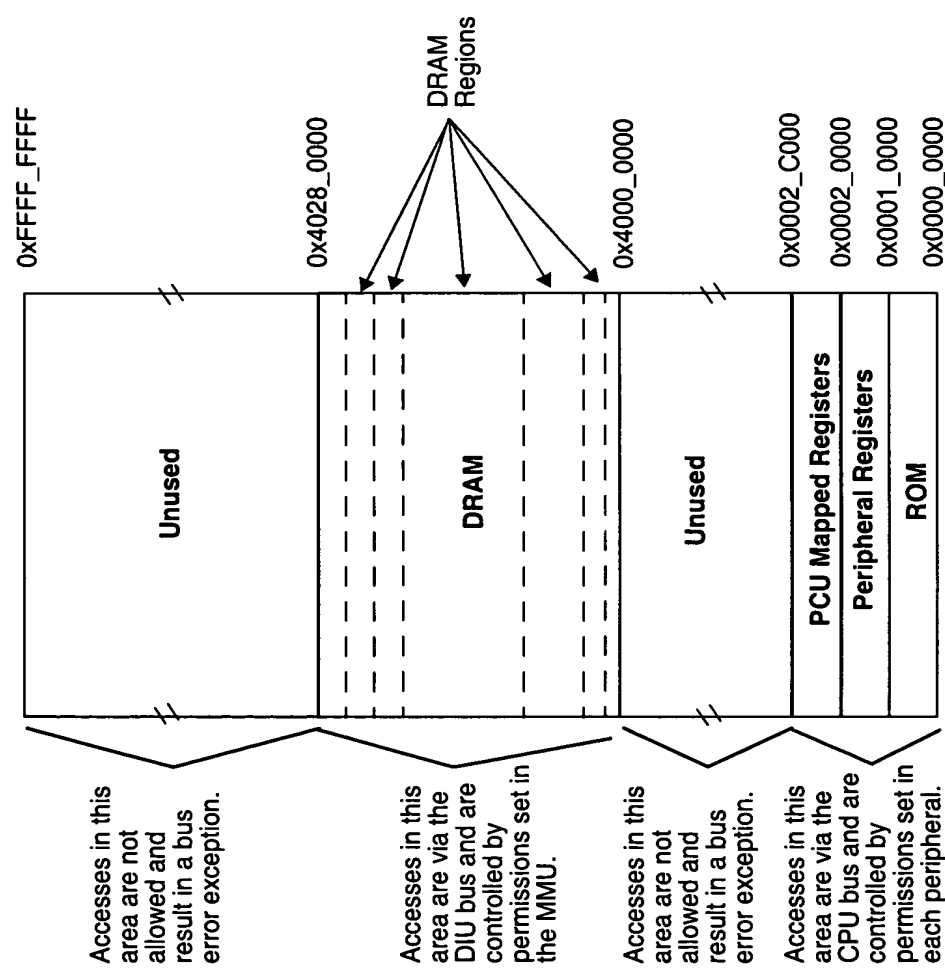 0xFFFF_FFFF
Accesses in this
area are not
allowed and
result in a bus
error exception.
Unused
0x4028_0000
Accesses in this
area are via the
DIU bus and are
controlled by
permissions set in
the MMU.
DRAM
DRAM
Regions
0x4000_0000
Accesses in this
area are not
allowed and
result in a bus
error exception.
Unused
0x0002_C000
Accesses in this
area are via the
CPU bus and are
controlled by
permissions set in
each peripheral.
PCU Mapped Registers
0x0002_0000
Peripheral Registers
0x0001_0000
ROM
0x0000_0000